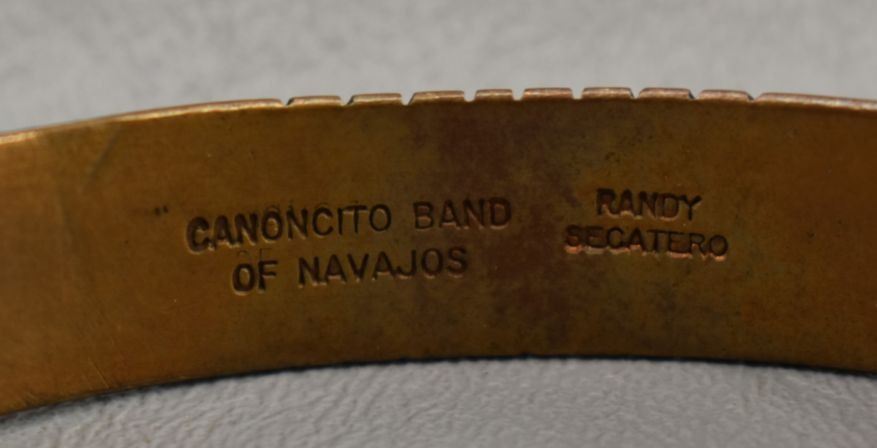 CANONCITO BAND
OF NAVAJOS
RANDY
SECATERO